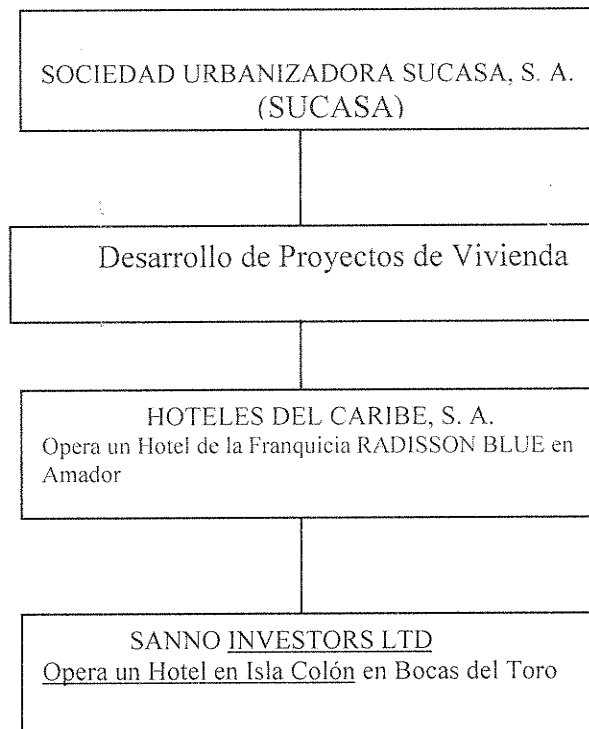 SOCIEDAD URBANIZADORA SUCASA, S. A.
(SUCASA)
Desarrollo de Proyectos de Vivienda
HOTELES DEL CARIBE, S. A.
Opera un Hotel de la Franquicia RADISSON BLUE en
Amador
SANNO INVESTORS LTD
Opera un Hotel en Isla Colón en Bocas del Toro